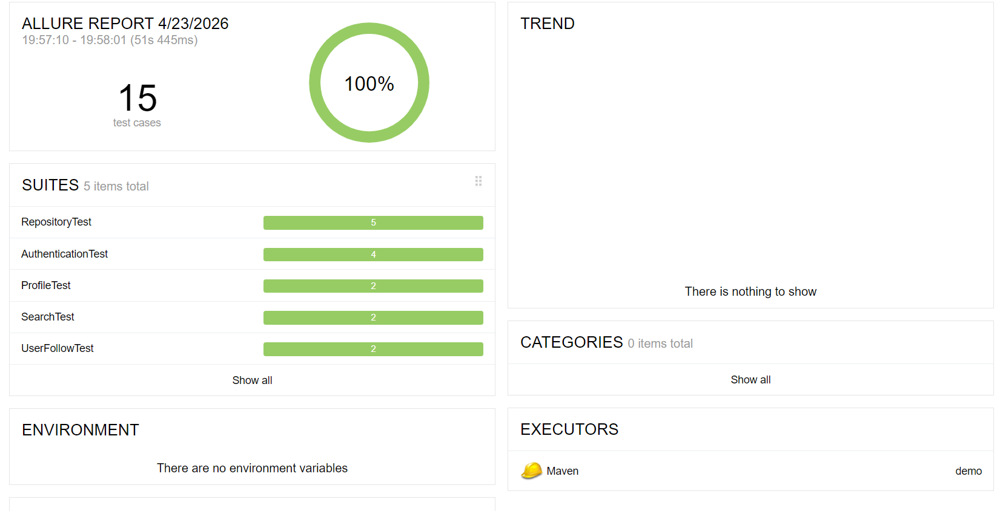 ALLURE REPORT 4/23/2026
19:57:10 - 19:58:01 (51s 445ms)
15
test cases
100%
SUITES 5 items total
RepositoryTest 5
AuthenticationTest 4
ProfileTest 2
SearchTest 2
UserFollowTest 2
Show all
ENVIRONMENT
There are no environment variables
TREND
There is nothing to show
CATEGORIES 0 items total
Show all
EXECUTORS
Maven demo